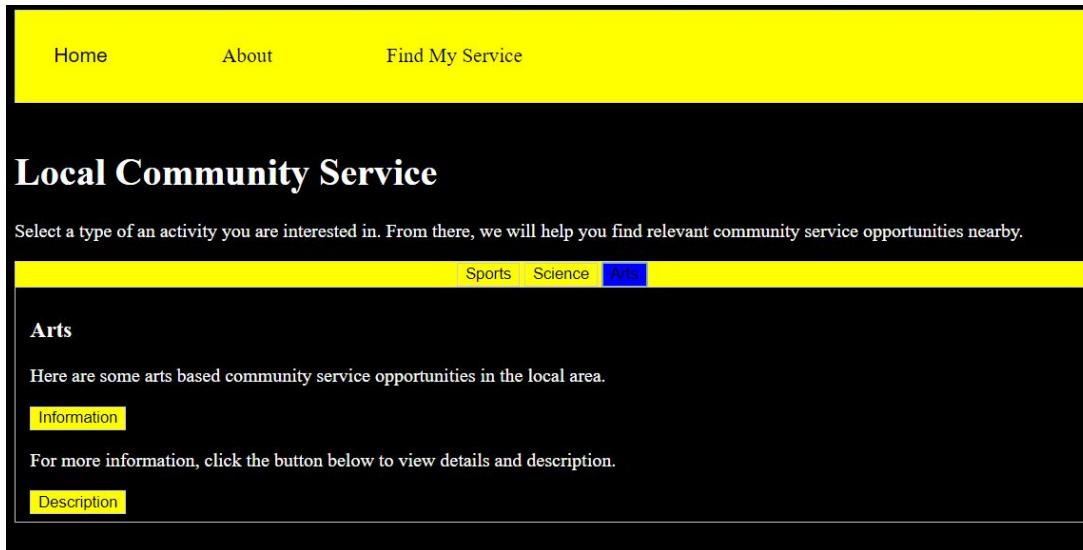 Home About Find My Service
Local Community Service
Select a type of an activity you are interested in. From there, we will help you find relevant community service opportunities nearby.
Sports Science Arts
Arts
Here are some arts based community service opportunities in the local area.
Information
For more information, click the button below to view details and description.
Description